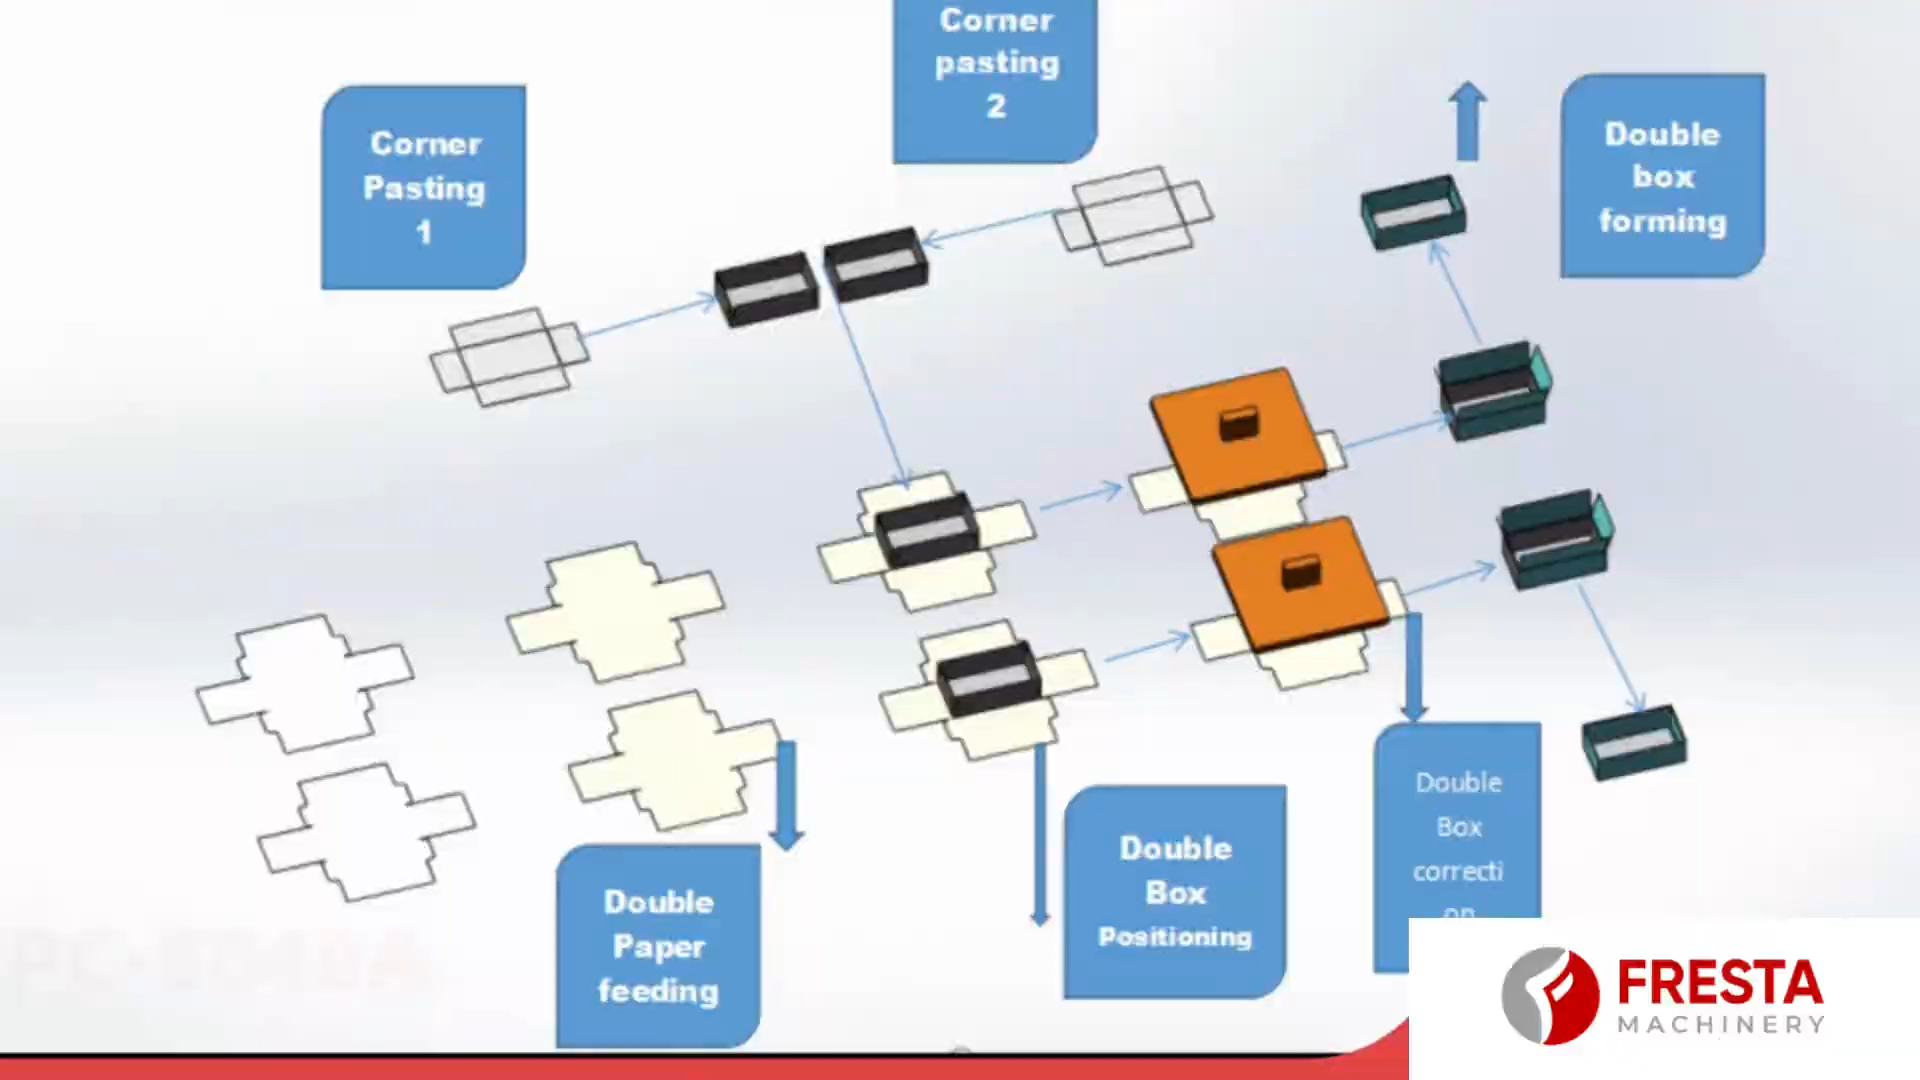 Corner
pasting
2
Corner
Pasting
1
Double
box
forming
Double
Box
correcti
on
Double
Box
Positioning
Double
Paper
feeding
FRESTA
MACHINERY